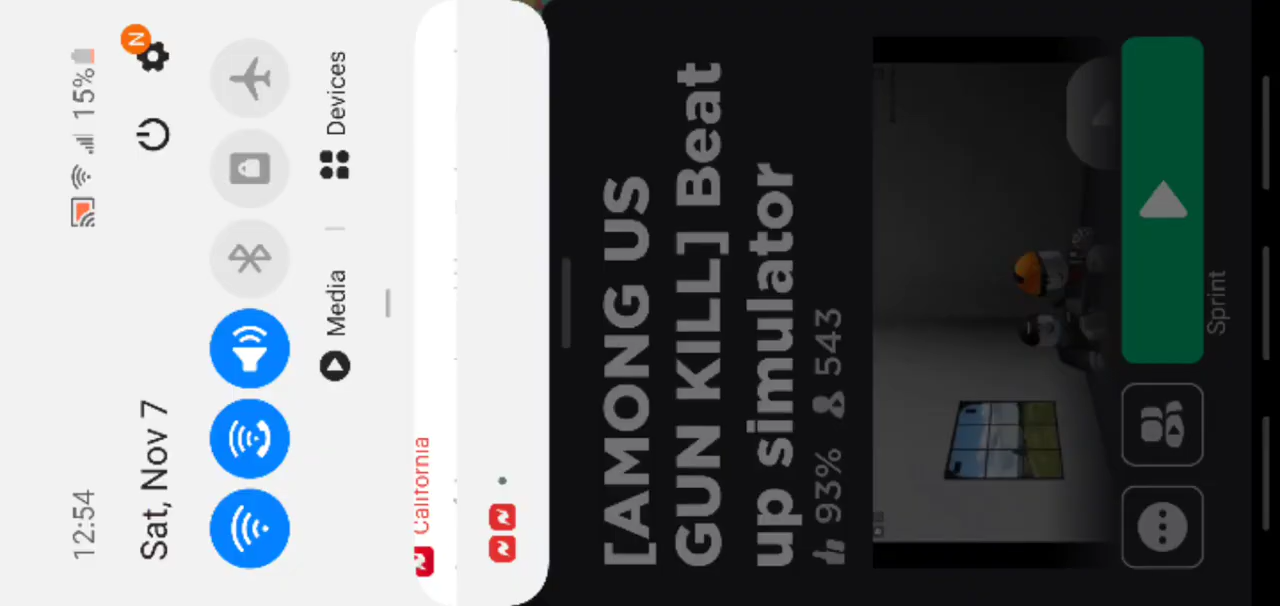 12:54
15%
Sat, Nov 7
N
Media
Devices
California
[AMONG US
GUN KILL] Beat
up simulator
93% 543
Sprint